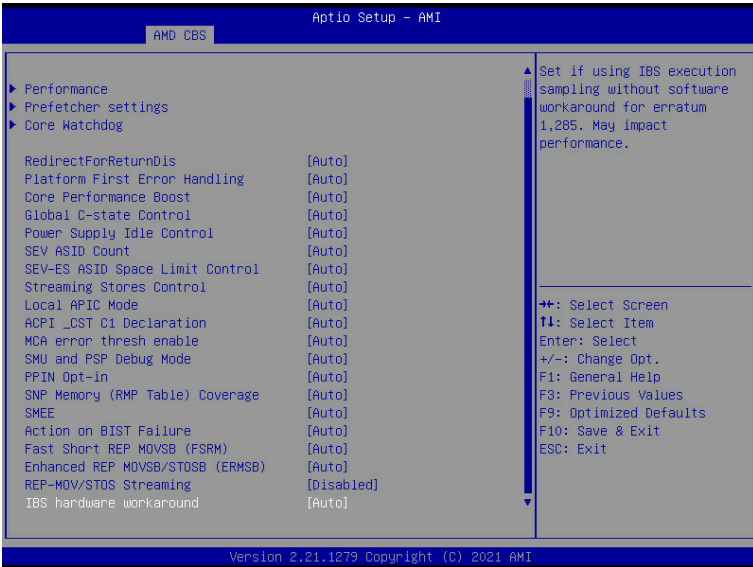 Aptio Setup – AMI
AMD CBS
Performance
Prefetcher settings
Core Watchdog
RedirectForReturnDis [Auto]
Platform First Error Handling [Auto]
Core Performance Boost [Auto]
Global C-state Control [Auto]
Power Supply Idle Control [Auto]
SEV ASID Count [Auto]
SEV-ES ASID Space Limit Control [Auto]
Streaming Stores Control [Auto]
Local APIC Mode [Auto]
ACPI _CST C1 Declaration [Auto]
MCA error thresh enable [Auto]
SMU and PSP Debug Mode [Auto]
PPIN Opt-in [Auto]
SNP Memory (RMP Table) Coverage [Auto]
SMEE [Auto]
Action on BIST Failure [Auto]
Fast Short REP MOVSB (FSRM) [Auto]
Enhanced REP MOVSB/STOSB (ERMSB) [Auto]
REP-MOV/STOS Streaming [Disabled]
IBS hardware workaround [Auto]
Set if using IBS execution
sampling without software
workaround for erratum
1,285. May impact
performance.
→←: Select Screen
↑↓: Select Item
Enter: Select
+/-: Change Opt.
F1: General Help
F3: Previous Values
F9: Optimized Defaults
F10: Save & Exit
ESC: Exit
Version 2.21.1279 Copyright (C) 2021 AMI